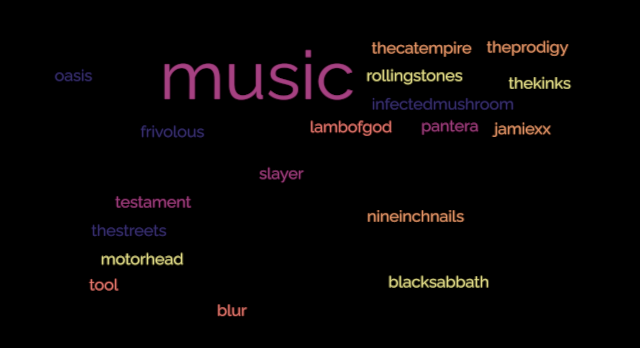 thecatempire theprodigy
oasis music rollingstones thekinks
infectedmushroom
frivolous lambofgod pantera jamiexx
slayer
testament
nineinchnails
thestreets
motorhead
tool blacksabbath
blur